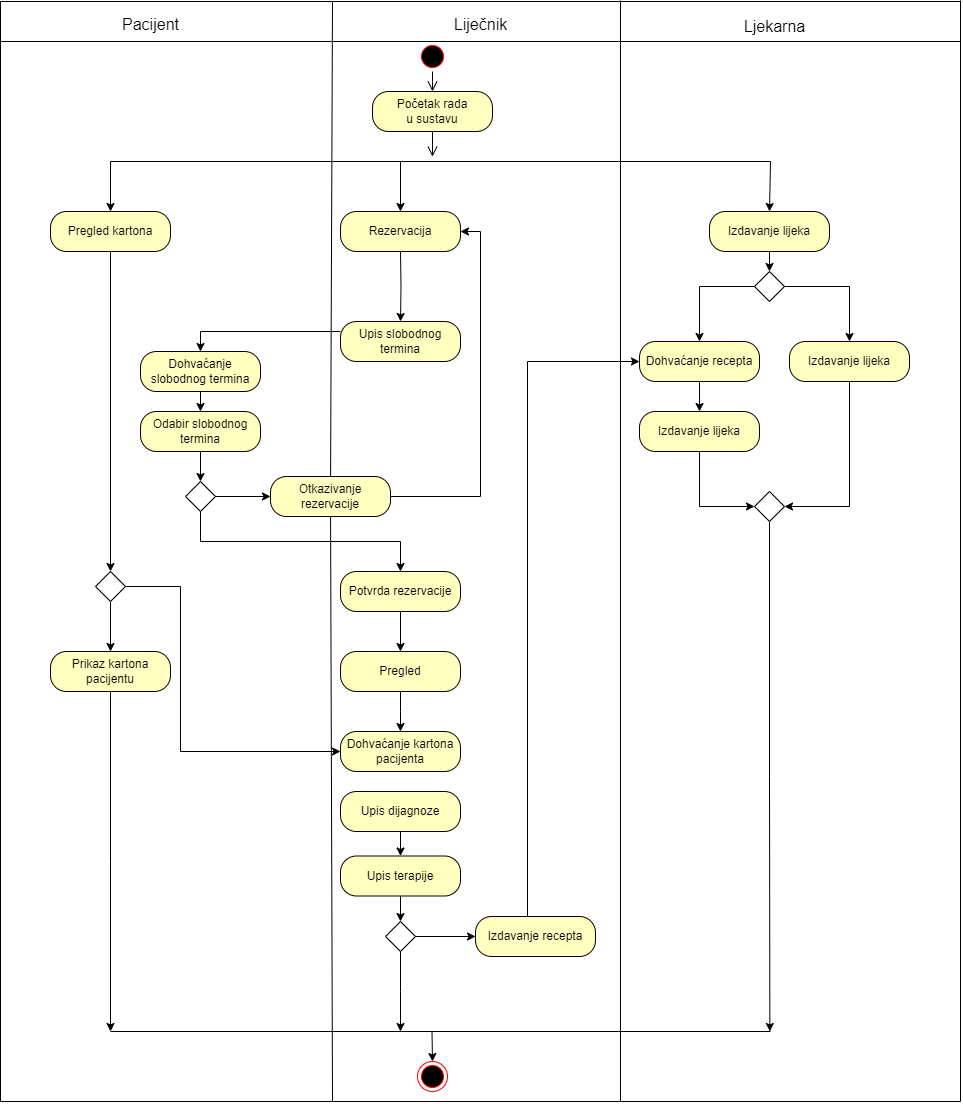 Pacijent
Liječnik
Ljekarna
Početak rada
u sustavu
Pregled kartona
Rezervacija
Izdavanje lijeka
Upis slobodnog
termina
Dohvaćanje
slobodnog termina
Dohvaćanje recepta
Izdavanje lijeka
Odabir slobodnog
termina
Izdavanje lijeka
Otkazivanje
rezervacije
Potvrda rezervacije
Prikaz kartona
pacijentu
Pregled
Dohvaćanje kartona
pacijenta
Upis dijagnoze
Upis terapije
Izdavanje recepta